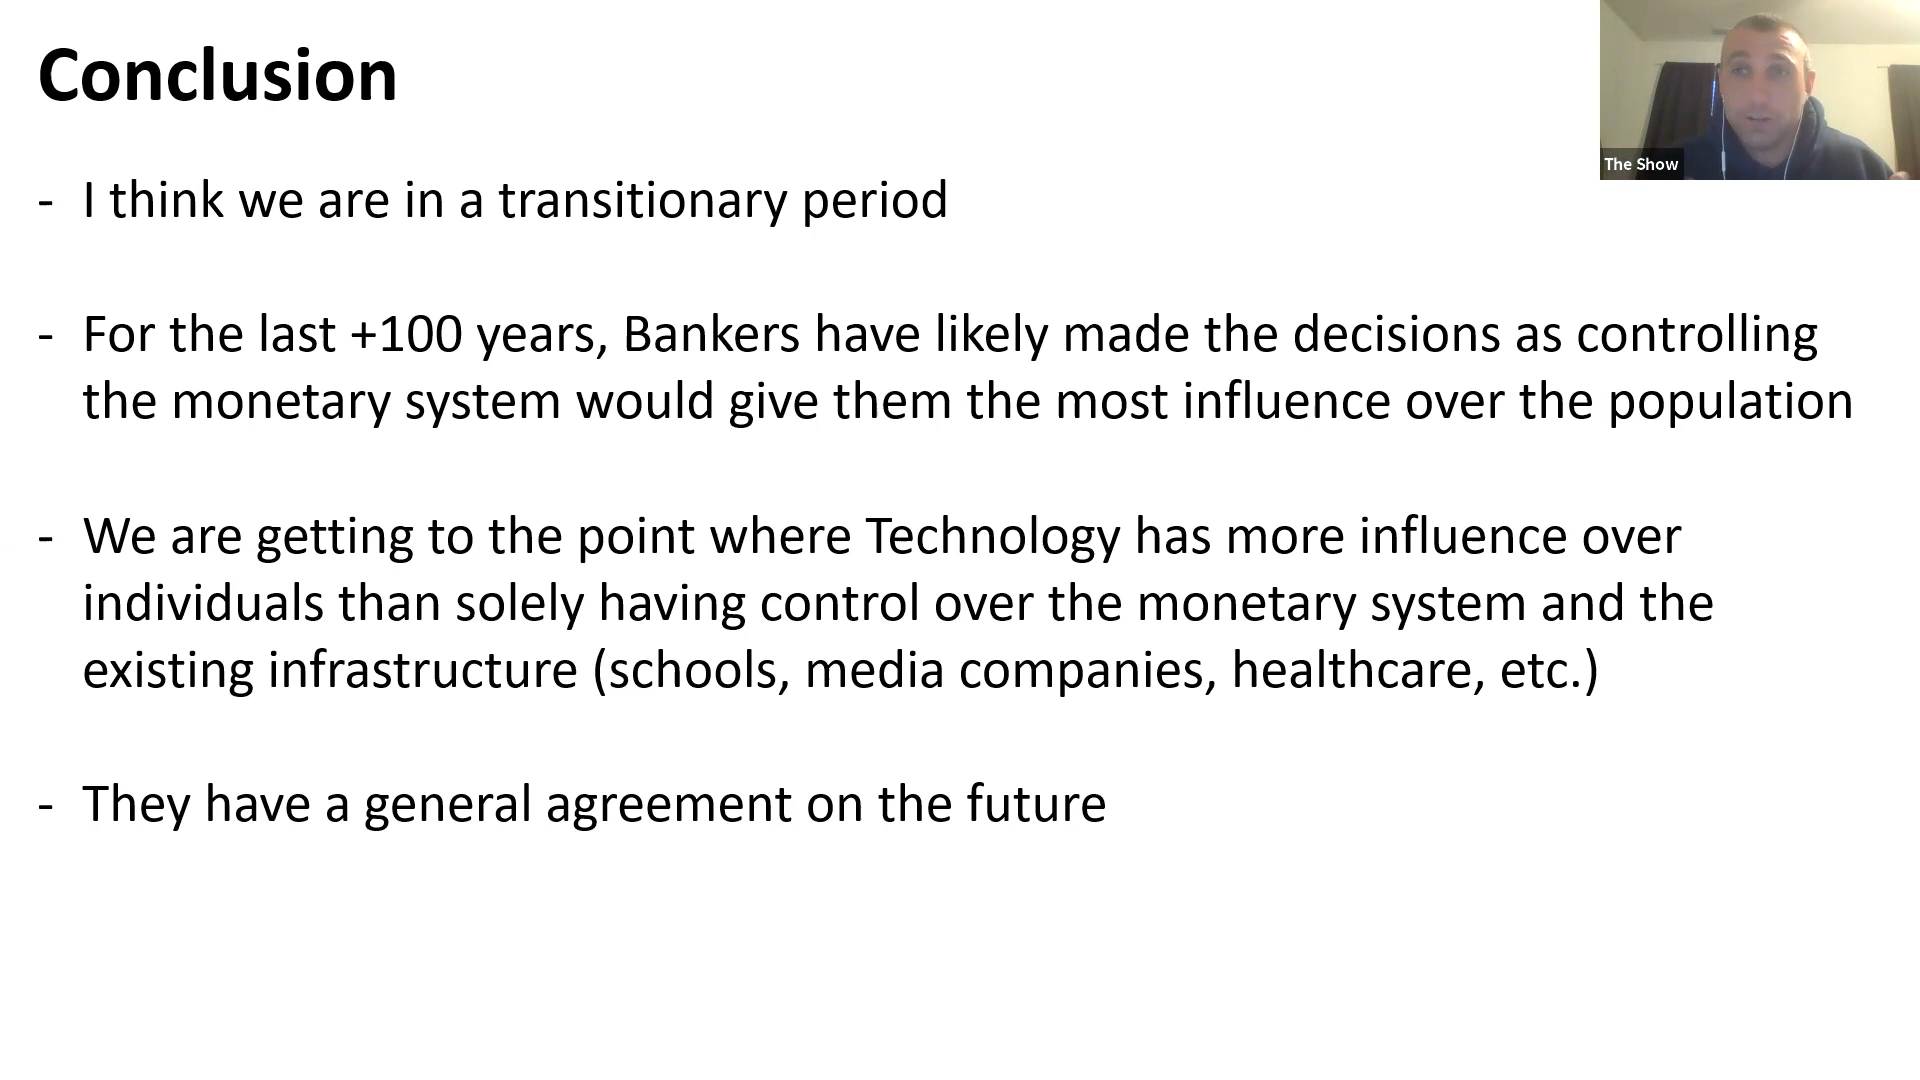 Conclusion
The Show
- I think we are in a transitionary period
- For the last +100 years, Bankers have likely made the decisions as controlling
the monetary system would give them the most influence over the population
- We are getting to the point where Technology has more influence over
individuals than solely having control over the monetary system and the
existing infrastructure (schools, media companies, healthcare, etc.)
- They have a general agreement on the future